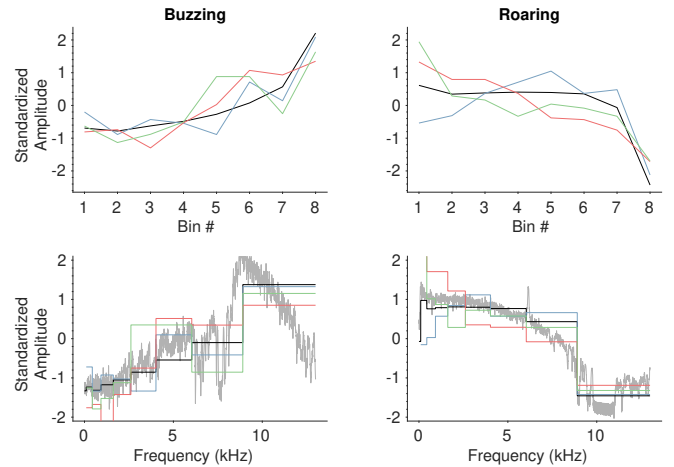 Buzzing
Roaring
Standardized
Amplitude
2
1
0
-1
-2
1 2 3 4 5 6 7 8
Bin #
2
1
0
-1
-2
1 2 3 4 5 6 7 8
Bin #
Standardized
Amplitude
2
1
0
-1
-2
0 5 10
Frequency (kHz)
Standardized
Amplitude
2
1
0
-1
-2
0 5 10
Frequency (kHz)